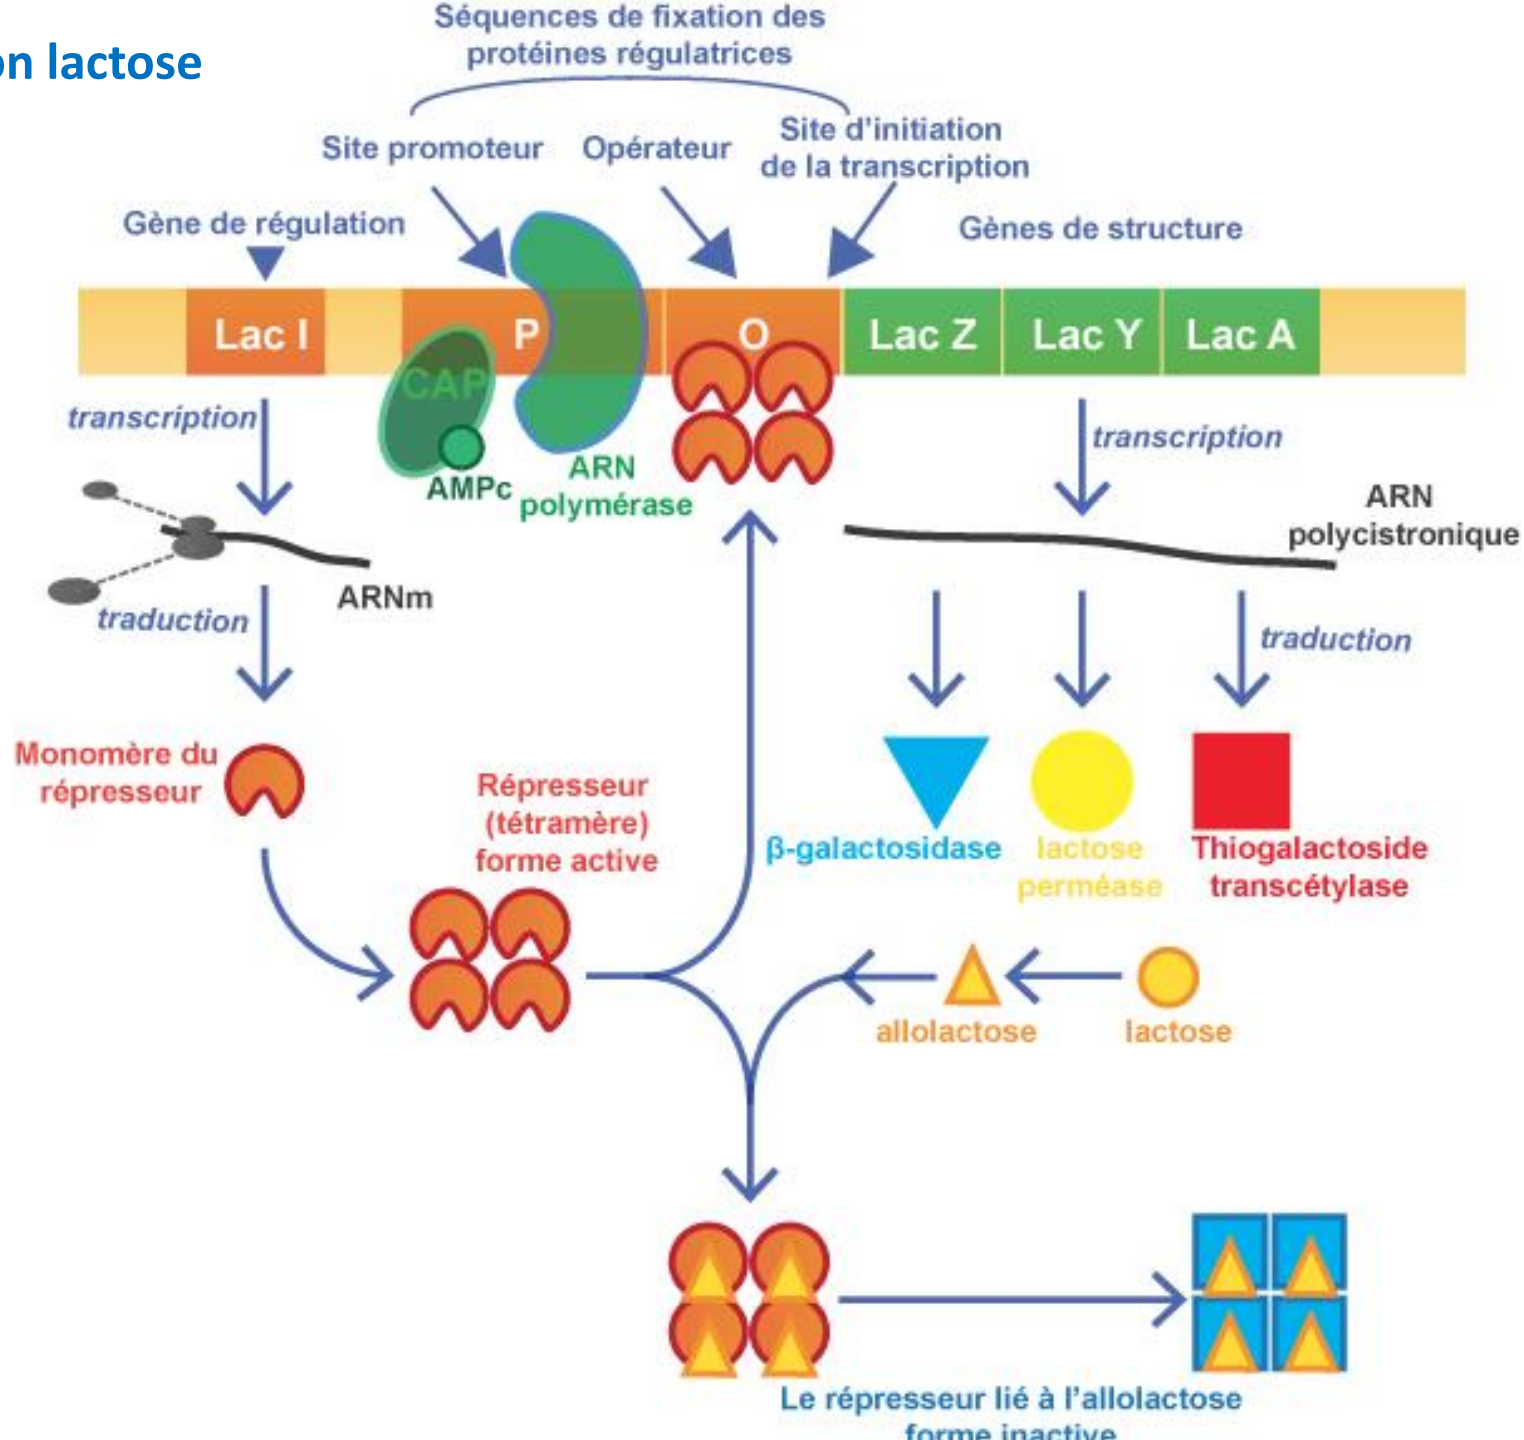 on lactose
Séquences de fixation des
protéines régulatrices
Site promoteur
Opérateur
Site d'initiation
de la transcription
Gène de régulation
Gènes de structure
Lac I
P
O
Lac Z
Lac Y
Lac A
CAP
AMPc
ARN
polymérase
transcription
transcription
ARN
polycistronique
ARNm
traduction
traduction
Monomère du
répresseur
Répresseur
(tétramère)
forme active
β-galactosidase
lactose
perméase
Thiogalactoside
transcétylase
allolactose
lactose
Le répresseur lié à l'allolactose
forme inactive